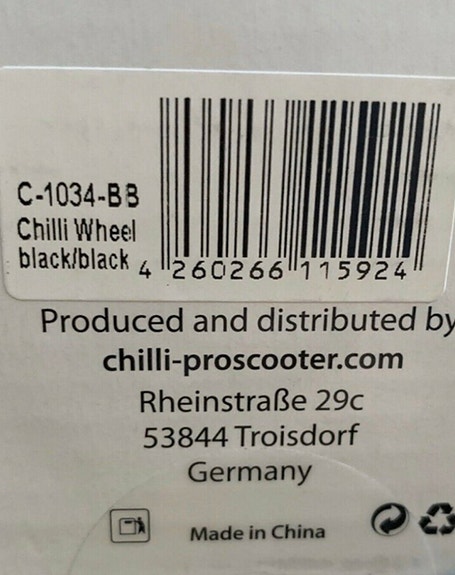 C-1034-BB
Chilli Wheel
black/black
4 260266 115924
Produced and distributed by
chilli-proscooter.com
Rheinstraße 29c
53844 Troisdorf
Germany
Made in China